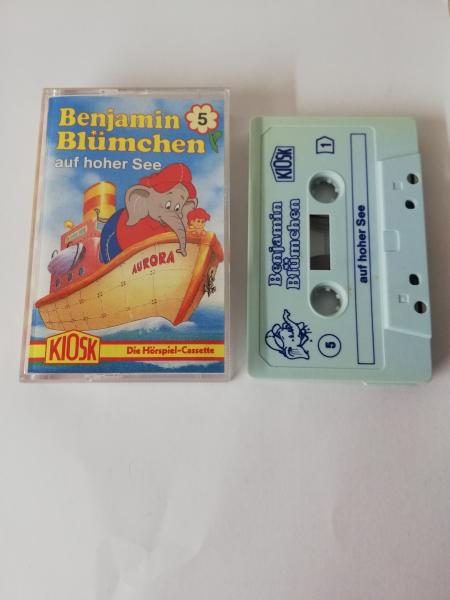 Benjamin
Blümchen
5
auf hoher See
AURORA
KIOSK
Die Hörspiel-Cassette
KIOSK
1
Benjamin
Blümchen
auf hoher See
5